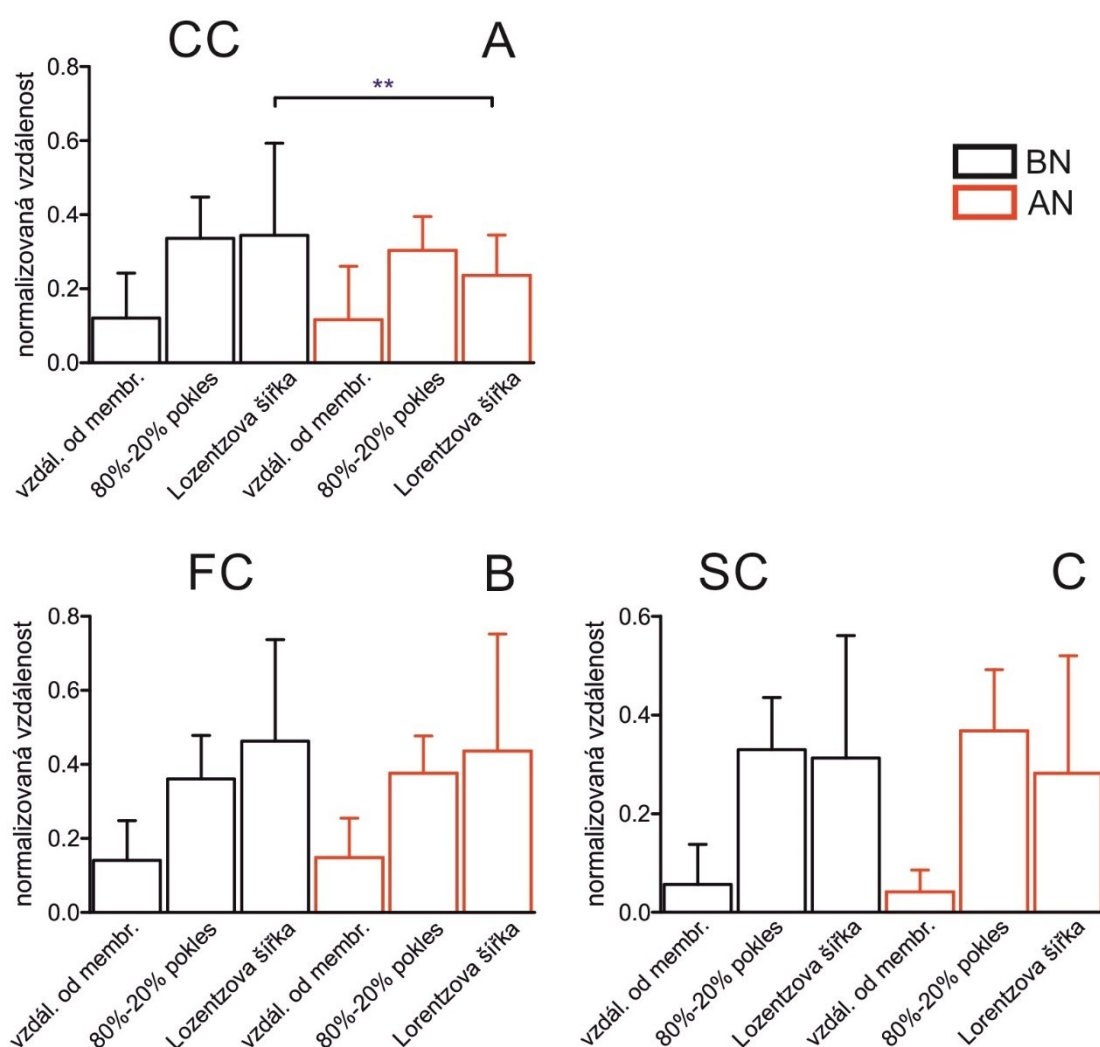 CC
A
0.8
**
0.6
0.4
0.2
0.0
normalizovaná vzdálenost
vzdál. od membr.
80%-20% pokles
Lozentzova šířka
vzdál. od membr.
80%-20% pokles
Lorentzova šířka
BN
AN
FC
B
0.8
0.6
0.4
0.2
0.0
normalizovaná vzdálenost
vzdál. od membr.
80%-20% pokles
Lozentzova šířka
vzdál. od membr.
80%-20% pokles
Lorentzova šířka
SC
C
0.6
0.4
0.2
0.0
normalizovaná vzdálenost
vzdál. od membr.
80%-20% pokles
Lozentzova šířka
vzdál. od membr.
80%-20% pokles
Lorentzova šířka